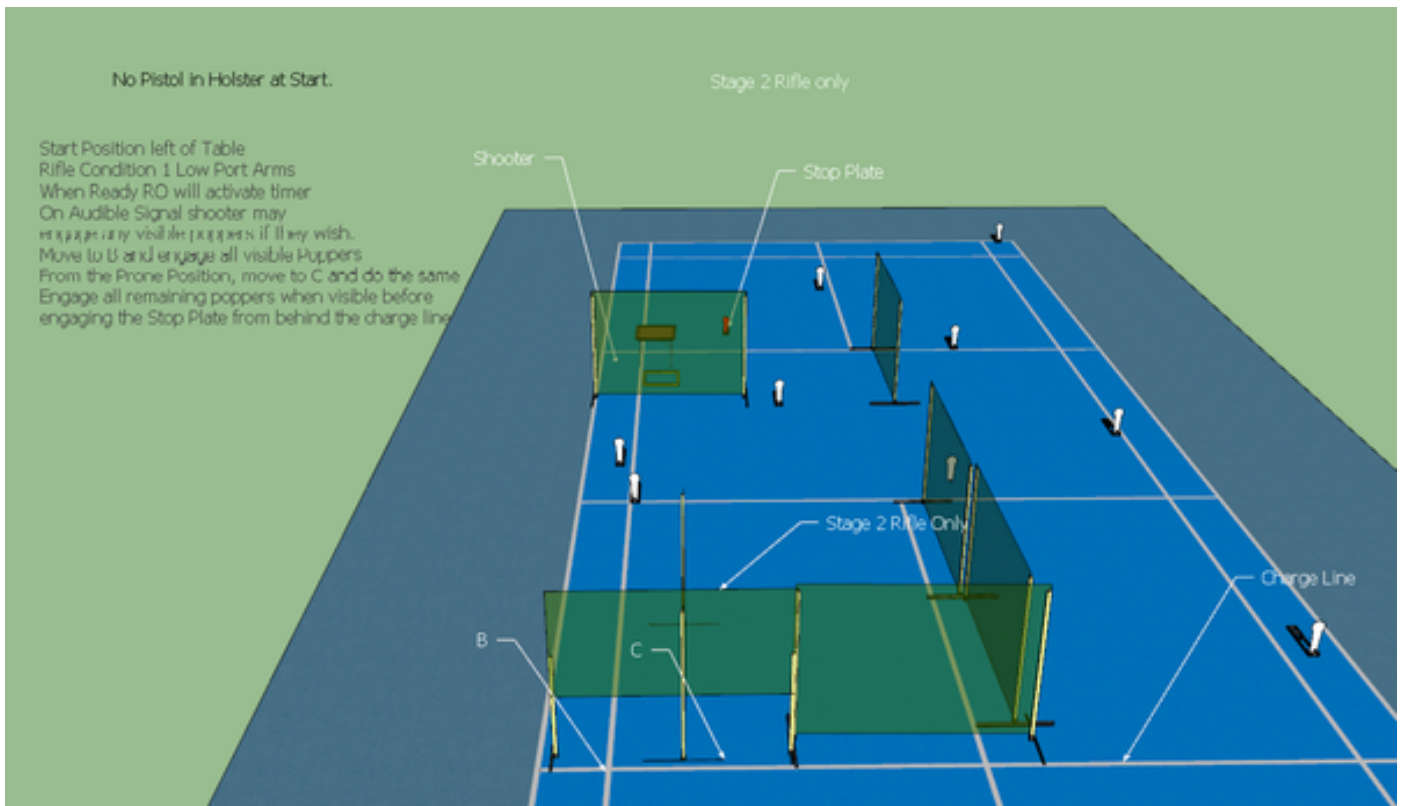 No Pistol in Holster at Start.
Stage 2 Rifle only
Start Position left of Table
Rifle Condition 1 Low Port Arms
When Ready RO will activate timer
On Audible Signal shooter may
engage any visible poppers if they wish.
Move to B and engage all visible Poppers
From the Prone Position, move to C and do the same
Engage all remaining poppers when visible before
engaging the Stop Plate from behind the charge line
Shooter
Stop Plate
Stage 2 Rifle Only
Charge Line
B
C